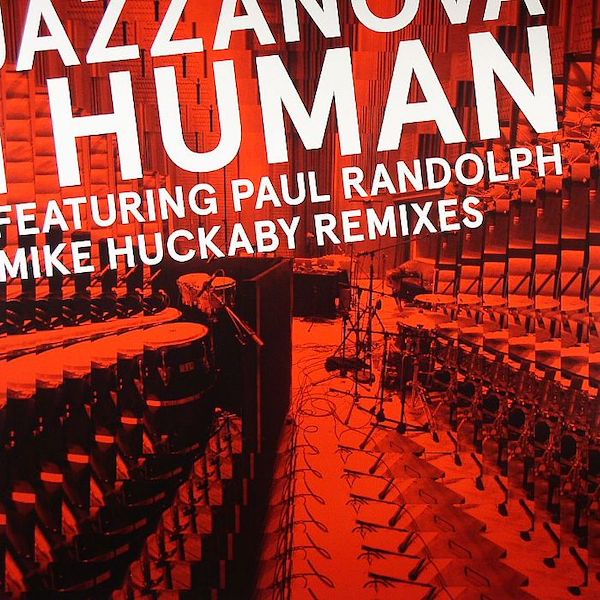 JAZZANOVA
I HUMAN
FEATURING PAUL RANDOLPH
MIKE HUCKABY REMIXES